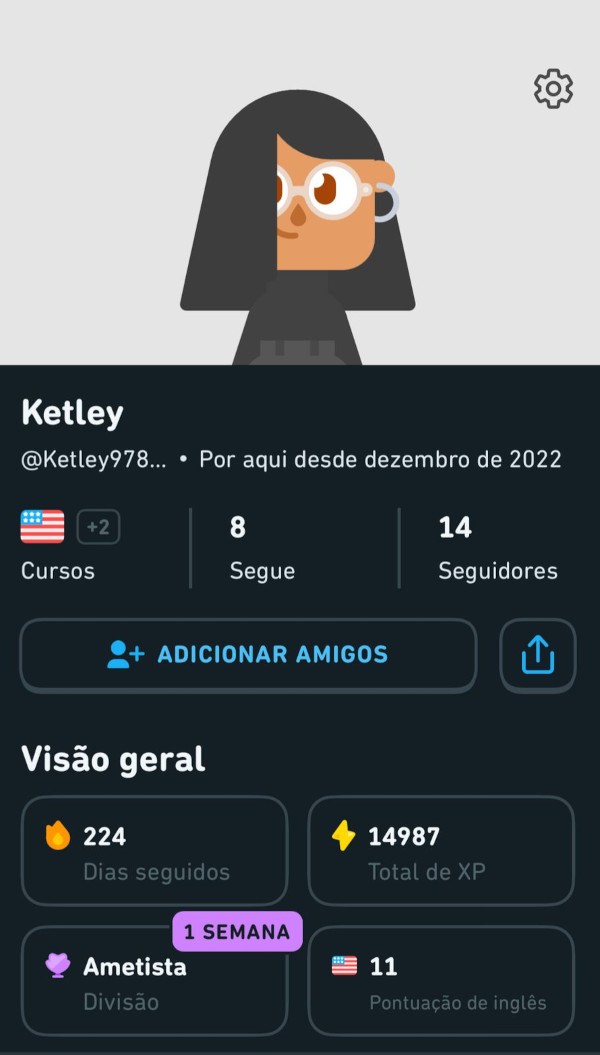 Ketley
@Ketley978... • Por aqui desde dezembro de 2022
+2 8 14
Cursos Segue Seguidores
ADICIONAR AMIGOS
Visão geral
224 14987
Dias seguidos Total de XP
1 SEMANA
Ametista 11
Divisão Pontuação de inglês